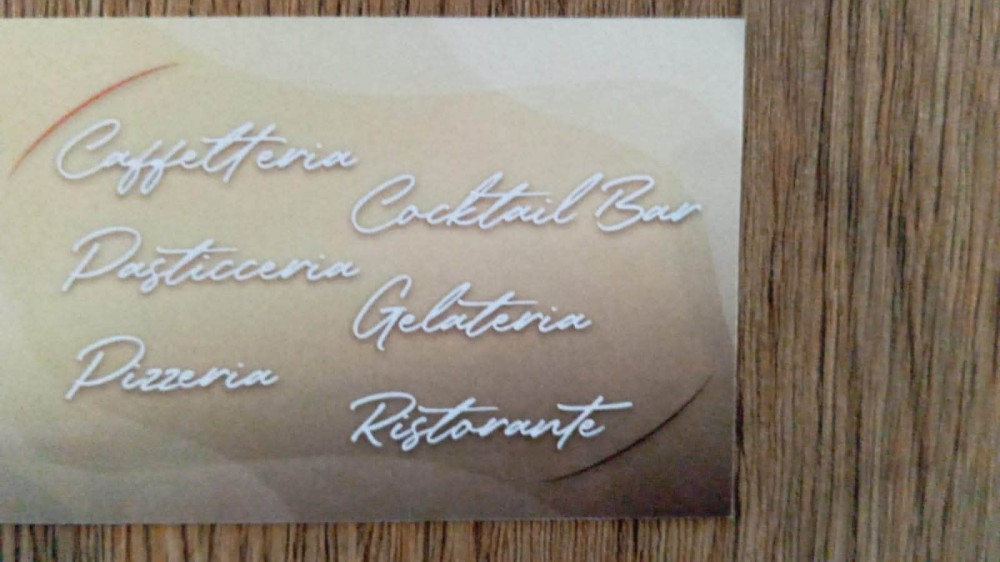 Caffetteria
Cocktail Bar
Pasticceria
Gelateria
Pizzeria
Ristorante